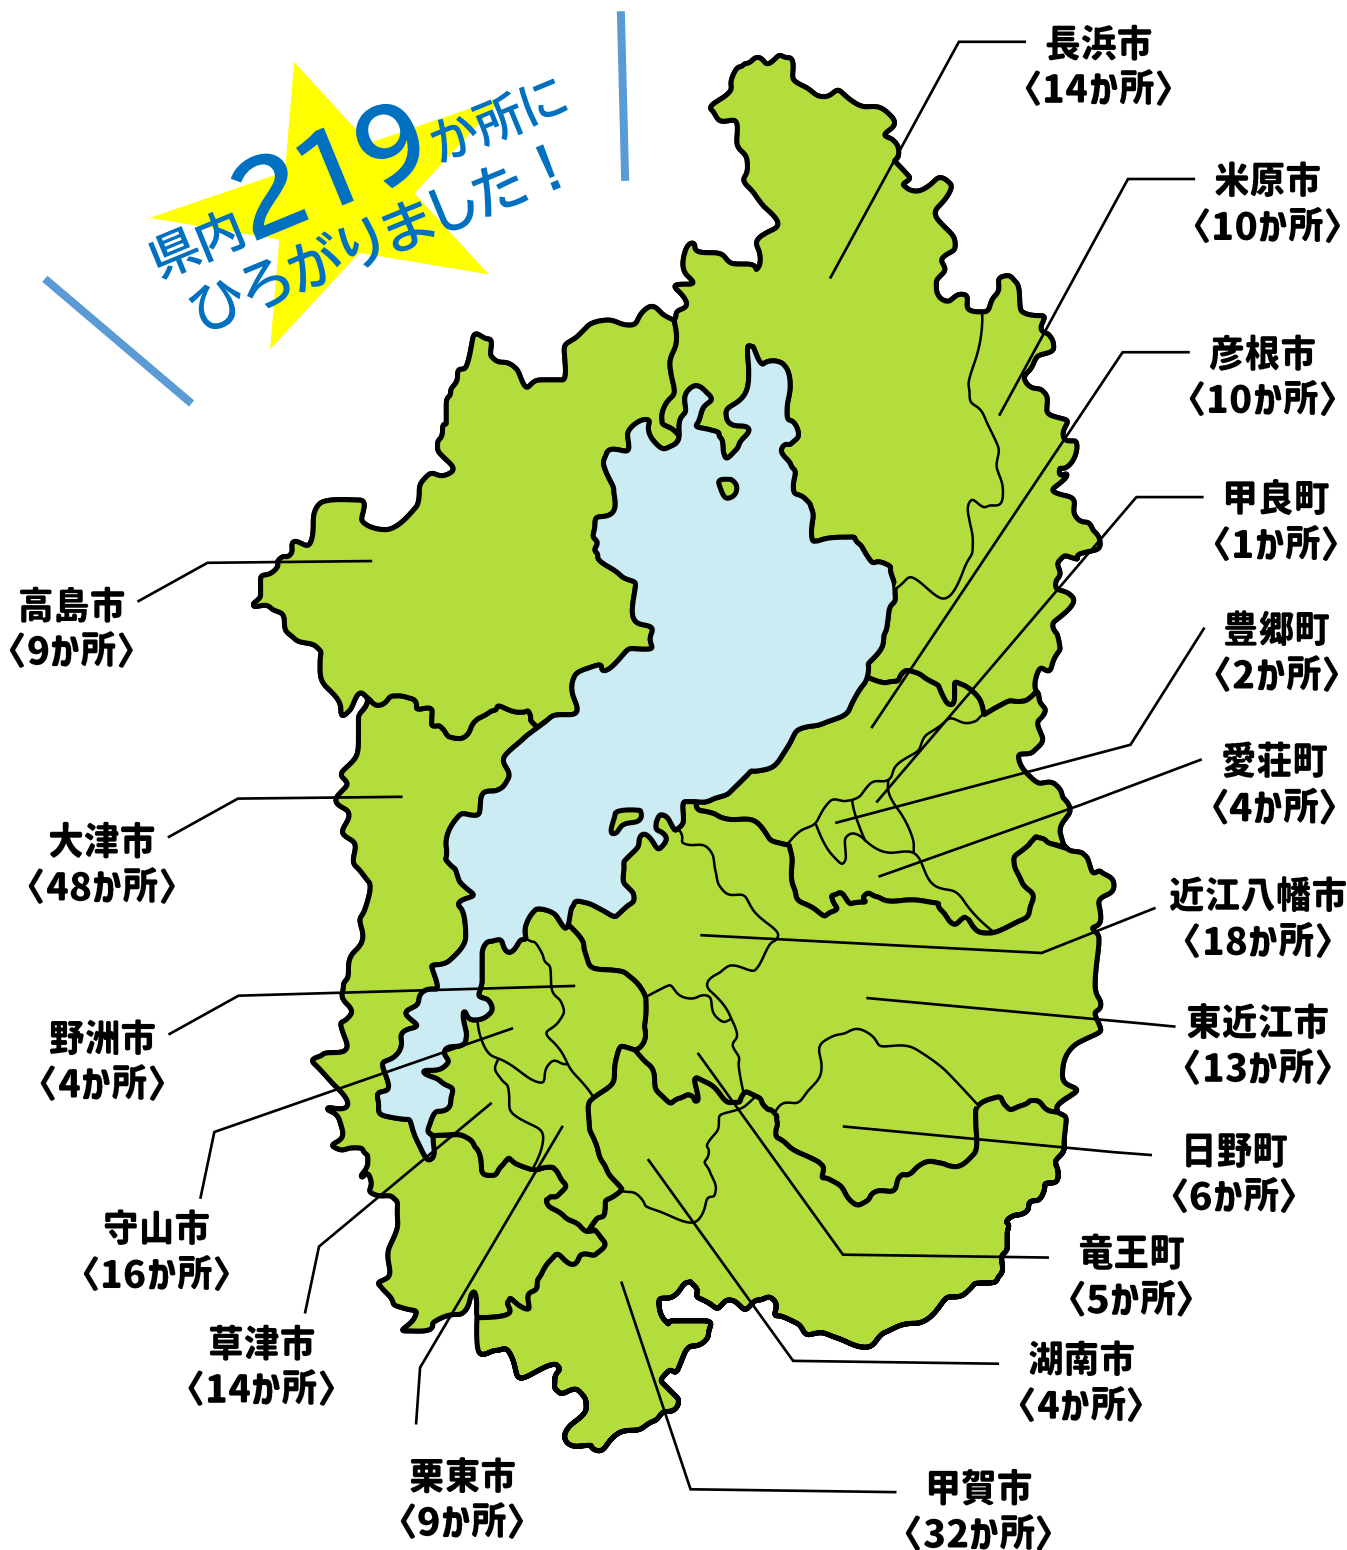 県内219か所に
ひろがりました！
長浜市
〈14か所〉
米原市
〈10か所〉
彦根市
〈10か所〉
甲良町
〈1か所〉
豊郷町
〈2か所〉
愛荘町
〈4か所〉
近江八幡市
〈18か所〉
東近江市
〈13か所〉
日野町
〈6か所〉
竜王町
〈5か所〉
湖南市
〈4か所〉
甲賀市
〈32か所〉
高島市
〈9か所〉
大津市
〈48か所〉
野洲市
〈4か所〉
守山市
〈16か所〉
草津市
〈14か所〉
栗東市
〈9か所〉